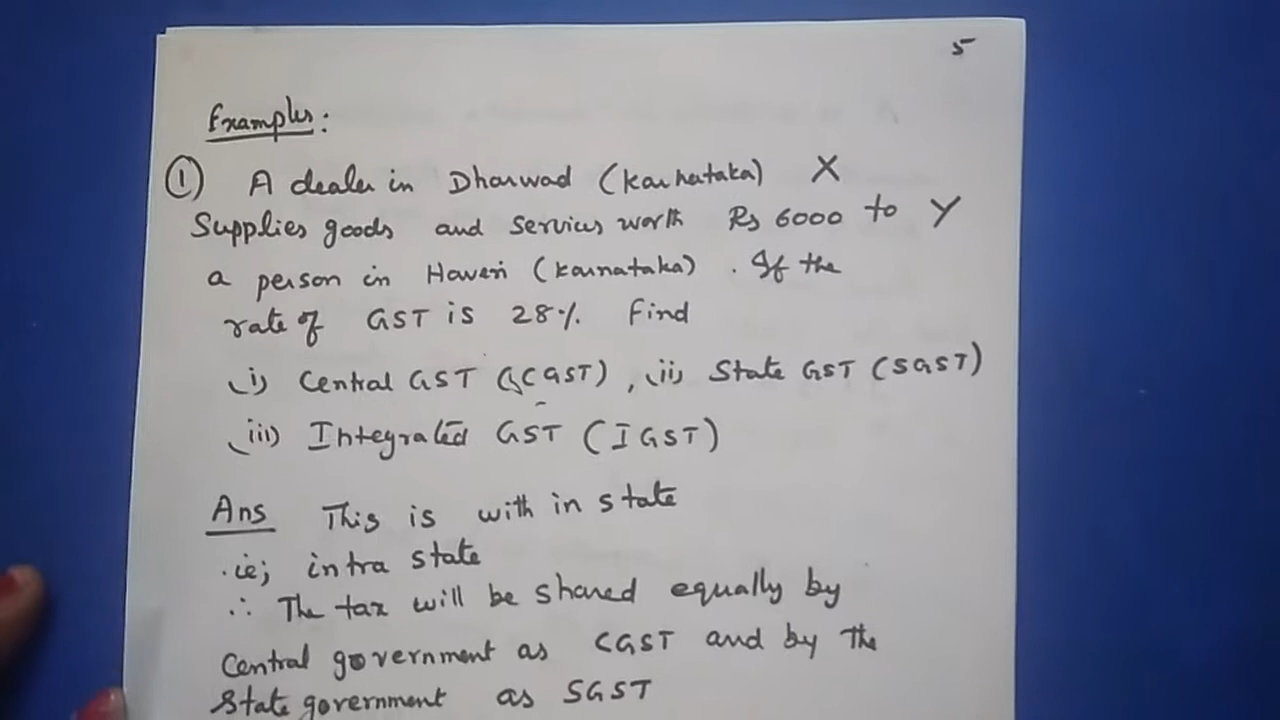 5
Examples:
① A dealer in Dharwad (Karnataka) X
Supplies goods and services worth Rs 6000 to Y
a person in Haveri (Karnataka). If the
rate of GST is 28%. Find
(i) Central GST (CGST), (ii) State GST (SGST)
(iii) Integrated GST (IGST)
Ans This is with in state
.ie; intra state
∴ The tax will be shared equally by
Central government as CGST and by the
State government as SGST